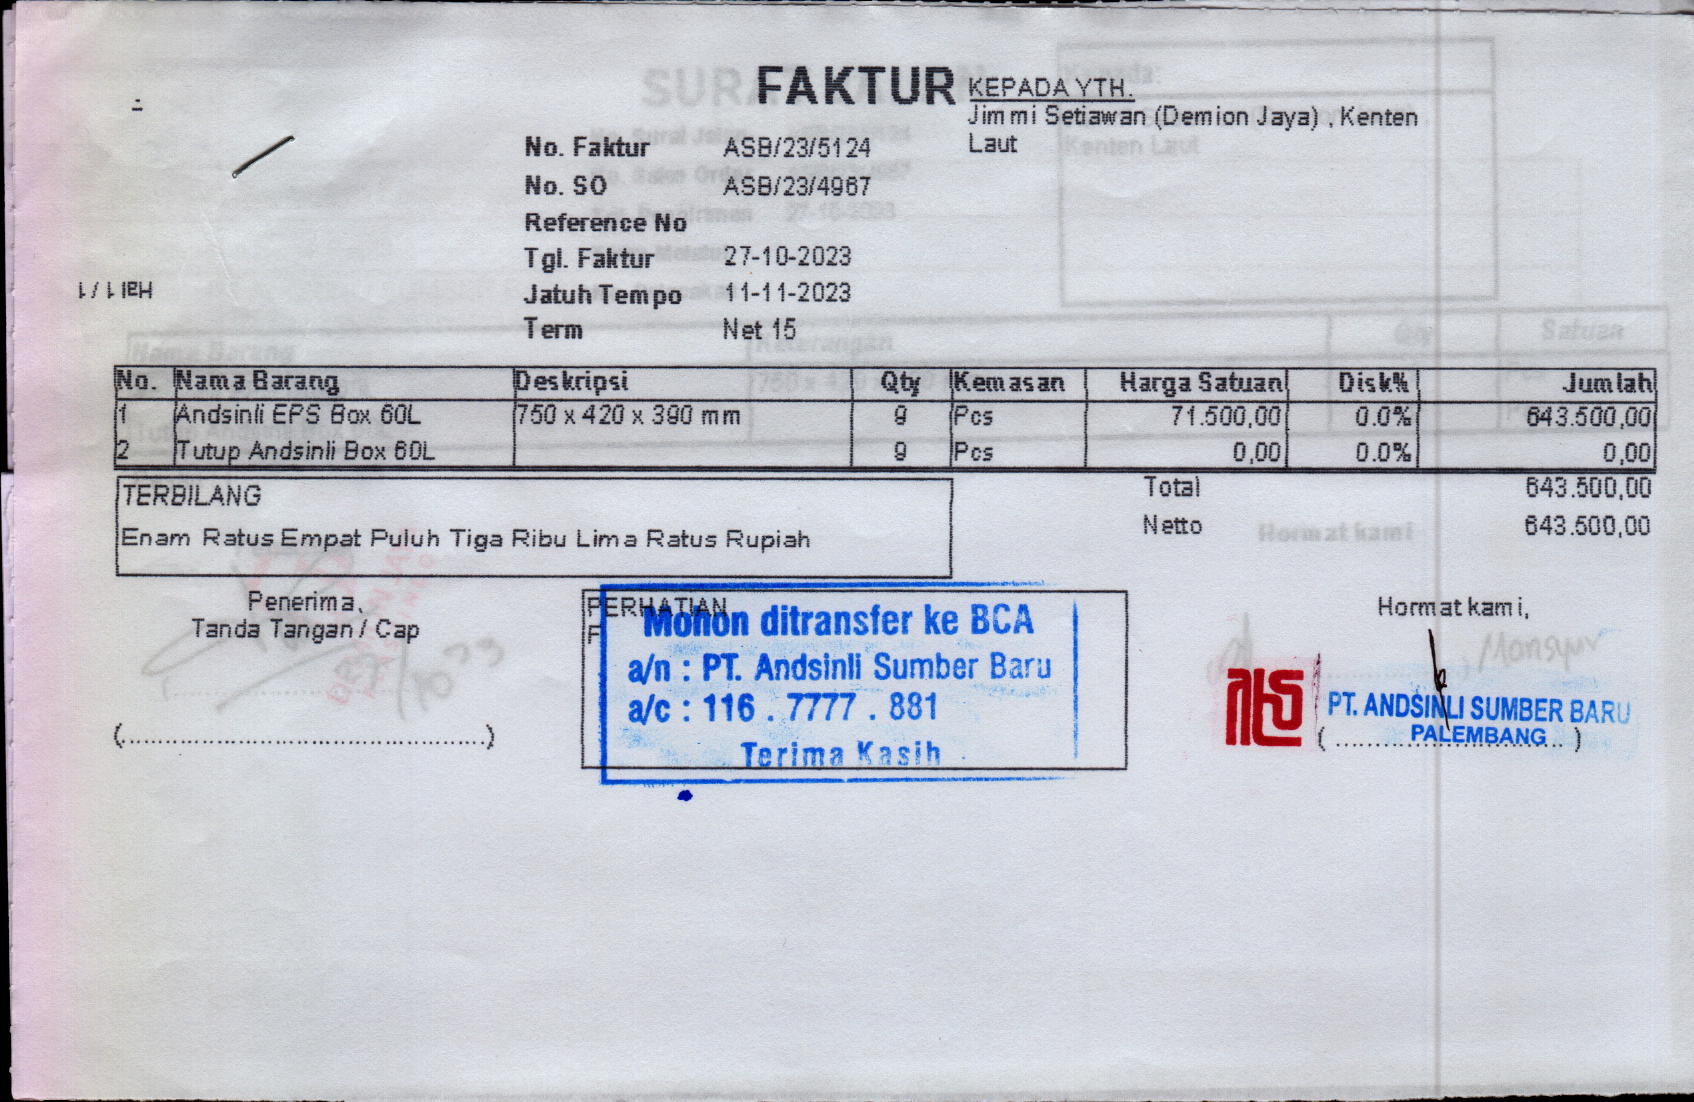 FAKTUR
KEPADA YTH.
Jimmi Setiawan (Demion Jaya) , Kenten
Laut
No. Faktur ASB/23/5124
No. SO ASB/23/4967
Reference No
Tgl. Faktur 27-10-2023
Jatuh Tempo 11-11-2023
Term Net 15
Hal 1 / 1
No. Nama Barang Deskripsi Qty Kemasan Harga Satuan Disk% Jumlah
1 Andsinli EPS Box 60L 750 x 420 x 390 mm 9 Pcs 71.500,00 0.0% 643.500,00
2 Tutup Andsinli Box 60L 9 Pcs 0,00 0.0% 0,00
TERBILANG
Enam Ratus Empat Puluh Tiga Ribu Lima Ratus Rupiah
Total 643.500,00
Netto 643.500,00
Penerima,
Tanda Tangan / Cap
(............................................)
PERHATIAN
Mohon ditransfer ke BCA
a/n : PT. Andsinli Sumber Baru
a/c : 116 . 7777 . 881
Terima Kasih
Hormat kami,
PT. ANDSINLI SUMBER BARU
PALEMBANG